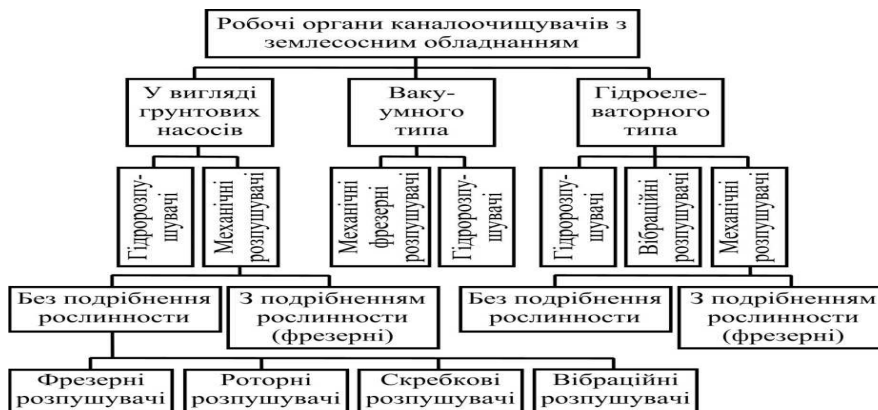 Робочі органи каналоочищувачів з
землесосним обладнанням
У вигляді
грунтових
насосів
Ваку-
умного
типа
Гідроеле-
ваторного
типа
Гідророзпу-
шувачі
Механічні
розпушувачі
Механічні
фрезерні
розпушувачі
Гідророзпу-
шувачі
Гідророзпу-
шувачі
Вібраційні
розпушувачі
Механічні
розпушувачі
Без подрібнення
рослинности
З подрібненням
рослинности
(фрезерні)
Без подрібнення
рослинности
З подрібненням
рослинности
(фрезерні)
Фрезерні
розпушувачі
Роторні
розпушувачі
Скребкові
розпушувачі
Вібраційні
розпушувачі